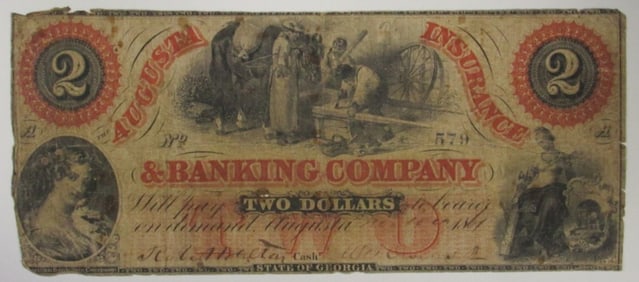 2 AUGUSTA INSURANCE 2
A Nº 579 A
& BANKING COMPANY
Will pay TWO DOLLARS to bearer
on demand Augusta
TWO
Cash
STATE OF GEORGIA